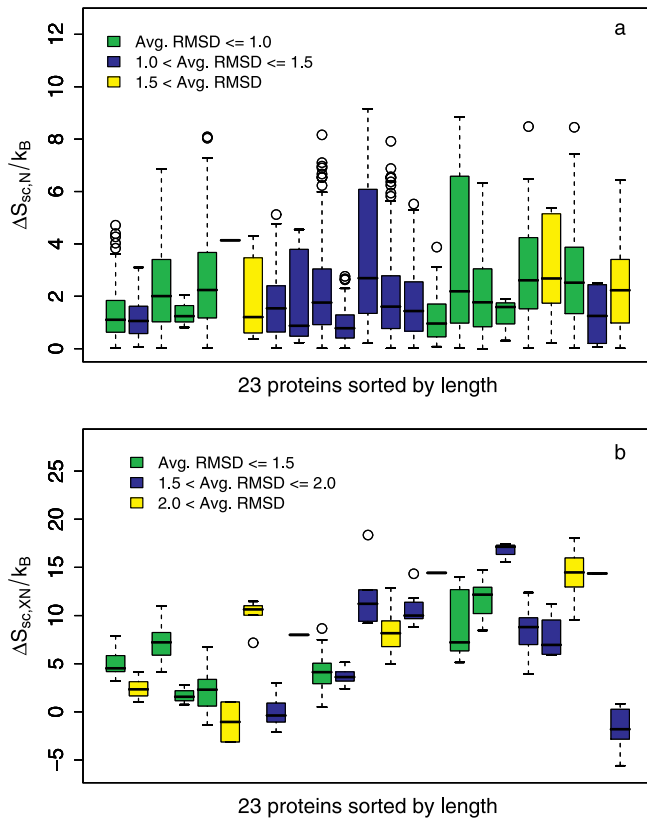 a
Avg. RMSD <= 1.0
1.0 < Avg. RMSD <= 1.5
1.5 < Avg. RMSD
12
10
8
6
4
2
0
ΔS_sc,N/k_B
23 proteins sorted by length
b
Avg. RMSD <= 1.5
1.5 < Avg. RMSD <= 2.0
2.0 < Avg. RMSD
25
20
15
10
5
0
−5
ΔS_sc,XN/k_B
23 proteins sorted by length